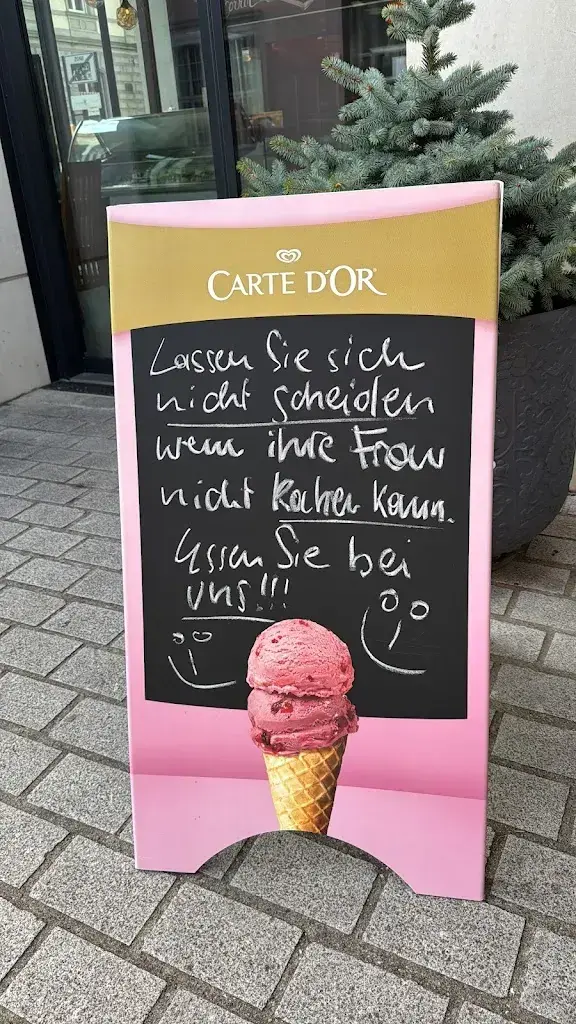 CARTE D'OR
Lassen Sie sich
nicht scheiden
wenn ihre Frau
nicht Kochen kann.
Essen Sie bei
uns!!!